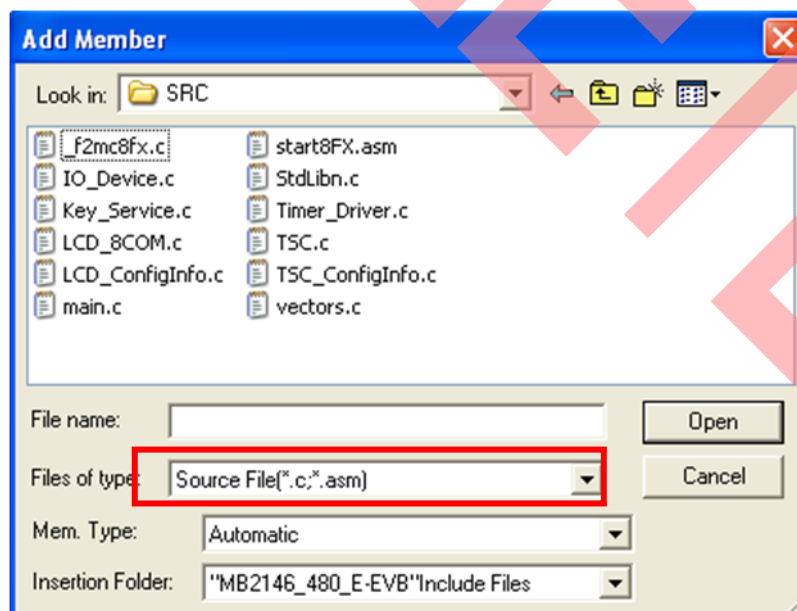 Add Member
Look in: SRC
_f2mc8fx.c start8FX.asm
IO_Device.c StdLibn.c
Key_Service.c Timer_Driver.c
LCD_8COM.c TSC.c
LCD_ConfigInfo.c TSC_ConfigInfo.c
main.c vectors.c
File name: Open
Files of type: Source File(*.c;*.asm) Cancel
Mem. Type: Automatic
Insertion Folder: "MB2146_480_E-EVB"Include Files